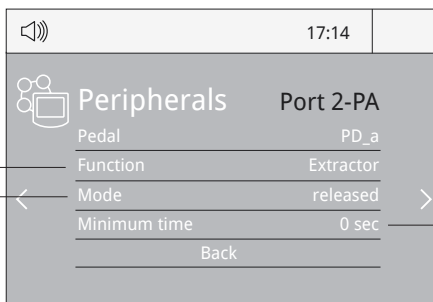 17:14
Peripherals Port 2-PA
Pedal PD_a
Function Extractor
Mode released
Minimum time 0 sec
Back